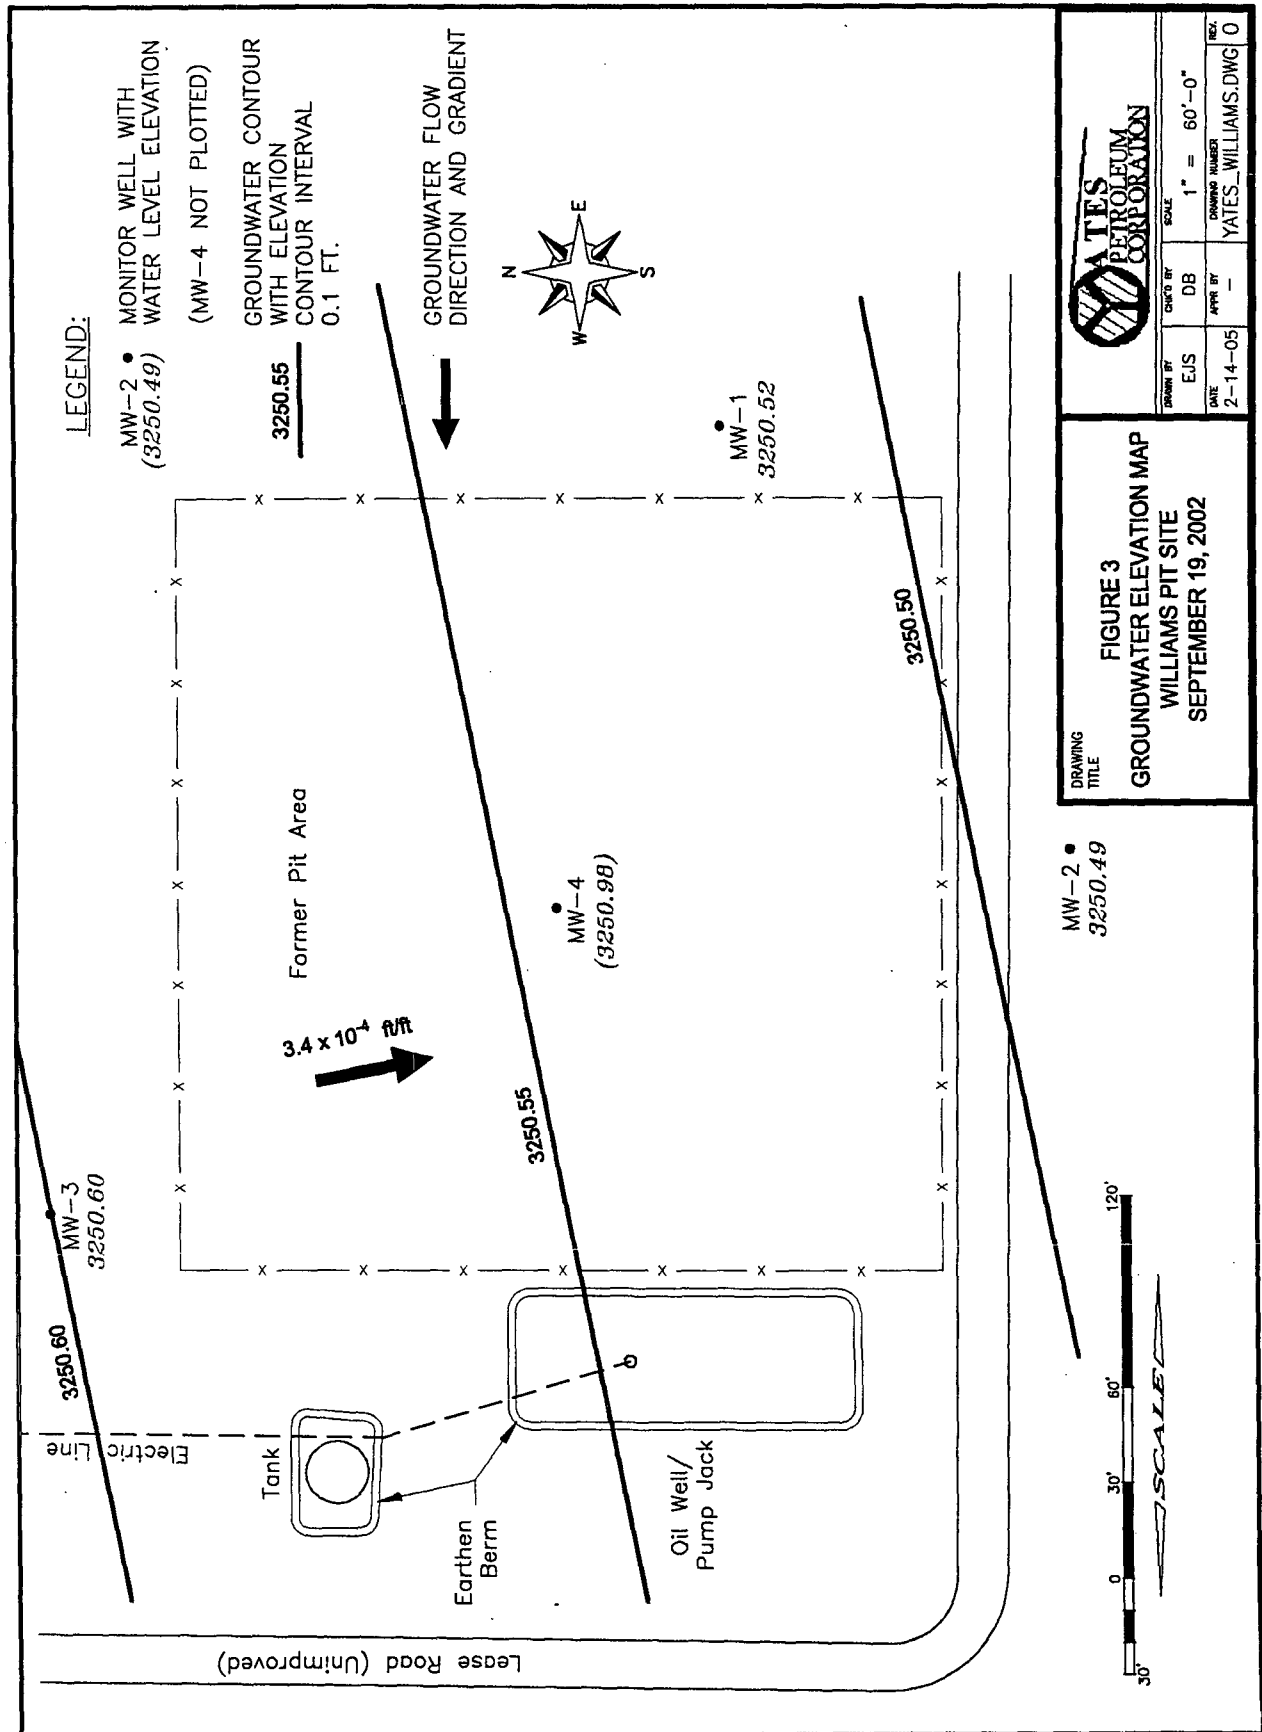 LEGEND:
MW-2
(3250.49)
MONITOR WELL WITH
WATER LEVEL ELEVATION
(MW-4 NOT PLOTTED)
3250.55
GROUNDWATER CONTOUR
WITH ELEVATION
CONTOUR INTERVAL
0.1 FT.
GROUNDWATER FLOW
DIRECTION AND GRADIENT
N
E
S
W
MW-3
3250.60
3250.60
Electric Line
Tank
Earthen
Berm
Oil Well/
Pump Jack
Lease Road (Unimproved)
Former Pit Area
3.4 x 10-4 ft/ft
3250.55
MW-4
(3250.98)
MW-1
3250.52
3250.50
MW-2
3250.49
30' 0 30' 60' 120'
SCALE
DRAWING
TITLE
FIGURE 3
GROUNDWATER ELEVATION MAP
WILLIAMS PIT SITE
SEPTEMBER 19, 2002
ATES
PETROLEUM
CORPORATION
DRAWN BY
EJS
CHK'D BY
DB
SCALE
1" = 60'-0"
DATE
2-14-05
APPR BY
-
DRAWING NUMBER
YATES_WILLIAMS.DWG
REV.
0